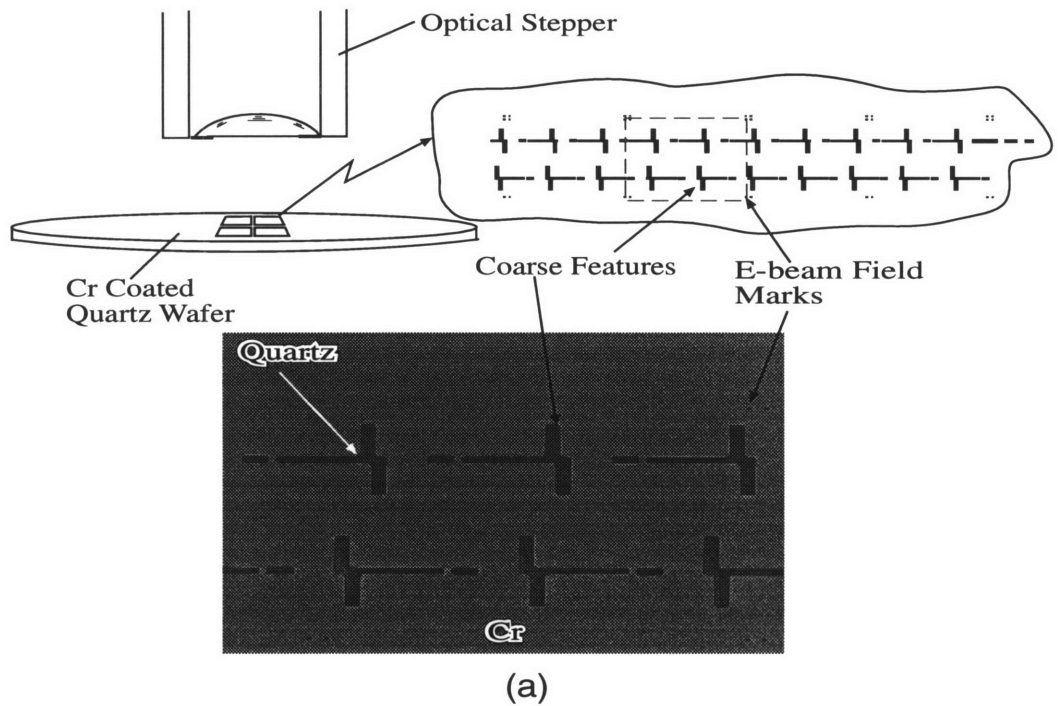 Optical Stepper
Cr Coated
Quartz Wafer
Coarse Features
E-beam Field
Marks
Quartz
Cr
(a)